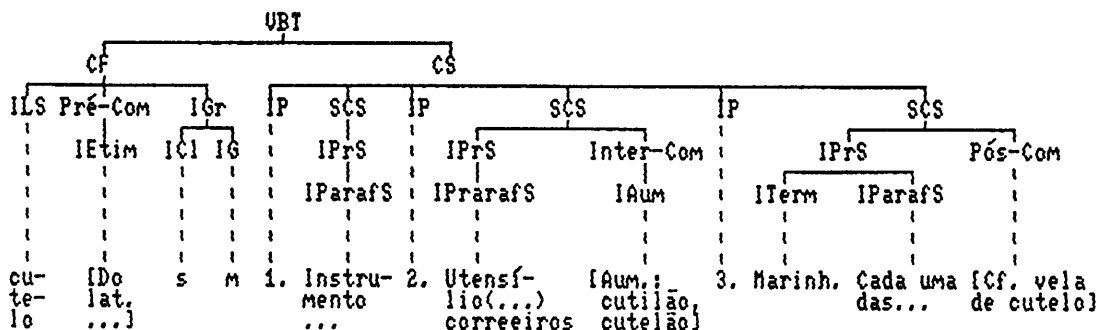 VBT
CF CS
ILS Pré-Com IGr IP SCS IP SCS IP SCS
IEtim ICl IG IPrS IPrS Inter-Com IPrS Pós-Com
IParafS IPrarafS IAum ITerm IParafS
cu- [Do s m 1. Instru- 2. Utensí- [Aum.: 3. Marinh. Cada uma [Cf. vela
te- lat. mento lio(...) cutilão, das... de cutelo]
lo ...] ... correeiros cutelão]